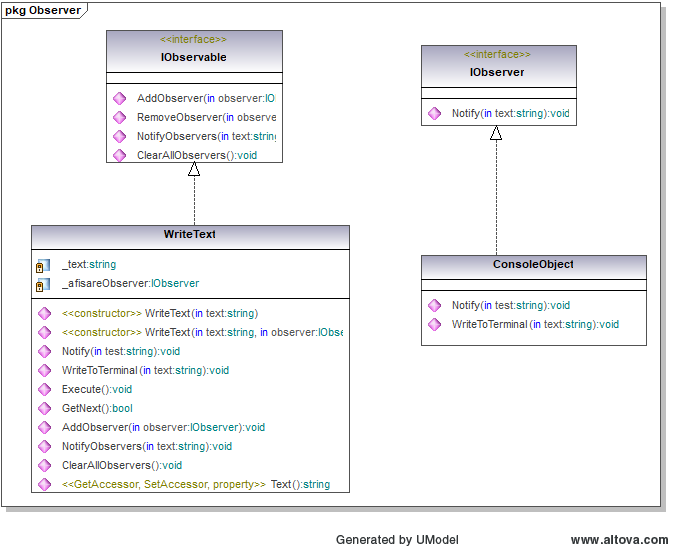 pkg Observer
<<interface>>
IObservable
AddObserver(in observer:IO
RemoveObserver(in observe
NotifyObservers(in text:string
ClearAllObservers():void
<<interface>>
IObserver
Notify(in text:string):void
WriteText
_text:string
_afisareObserver:IObserver
<<constructor>> WriteText(in text:string)
<<constructor>> WriteText(in text:string, in observer:IObse
Notify(in test:string):void
WriteToTerminal(in text:string):void
Execute():void
GetNext():bool
AddObserver(in observer:IObserver):void
NotifyObservers(in text:string):void
ClearAllObservers():void
<<GetAccessor, SetAccessor, property>> Text():string
ConsoleObject
Notify(in test:string):void
WriteToTerminal(in text:string):void
Generated by UModel
www.altova.com